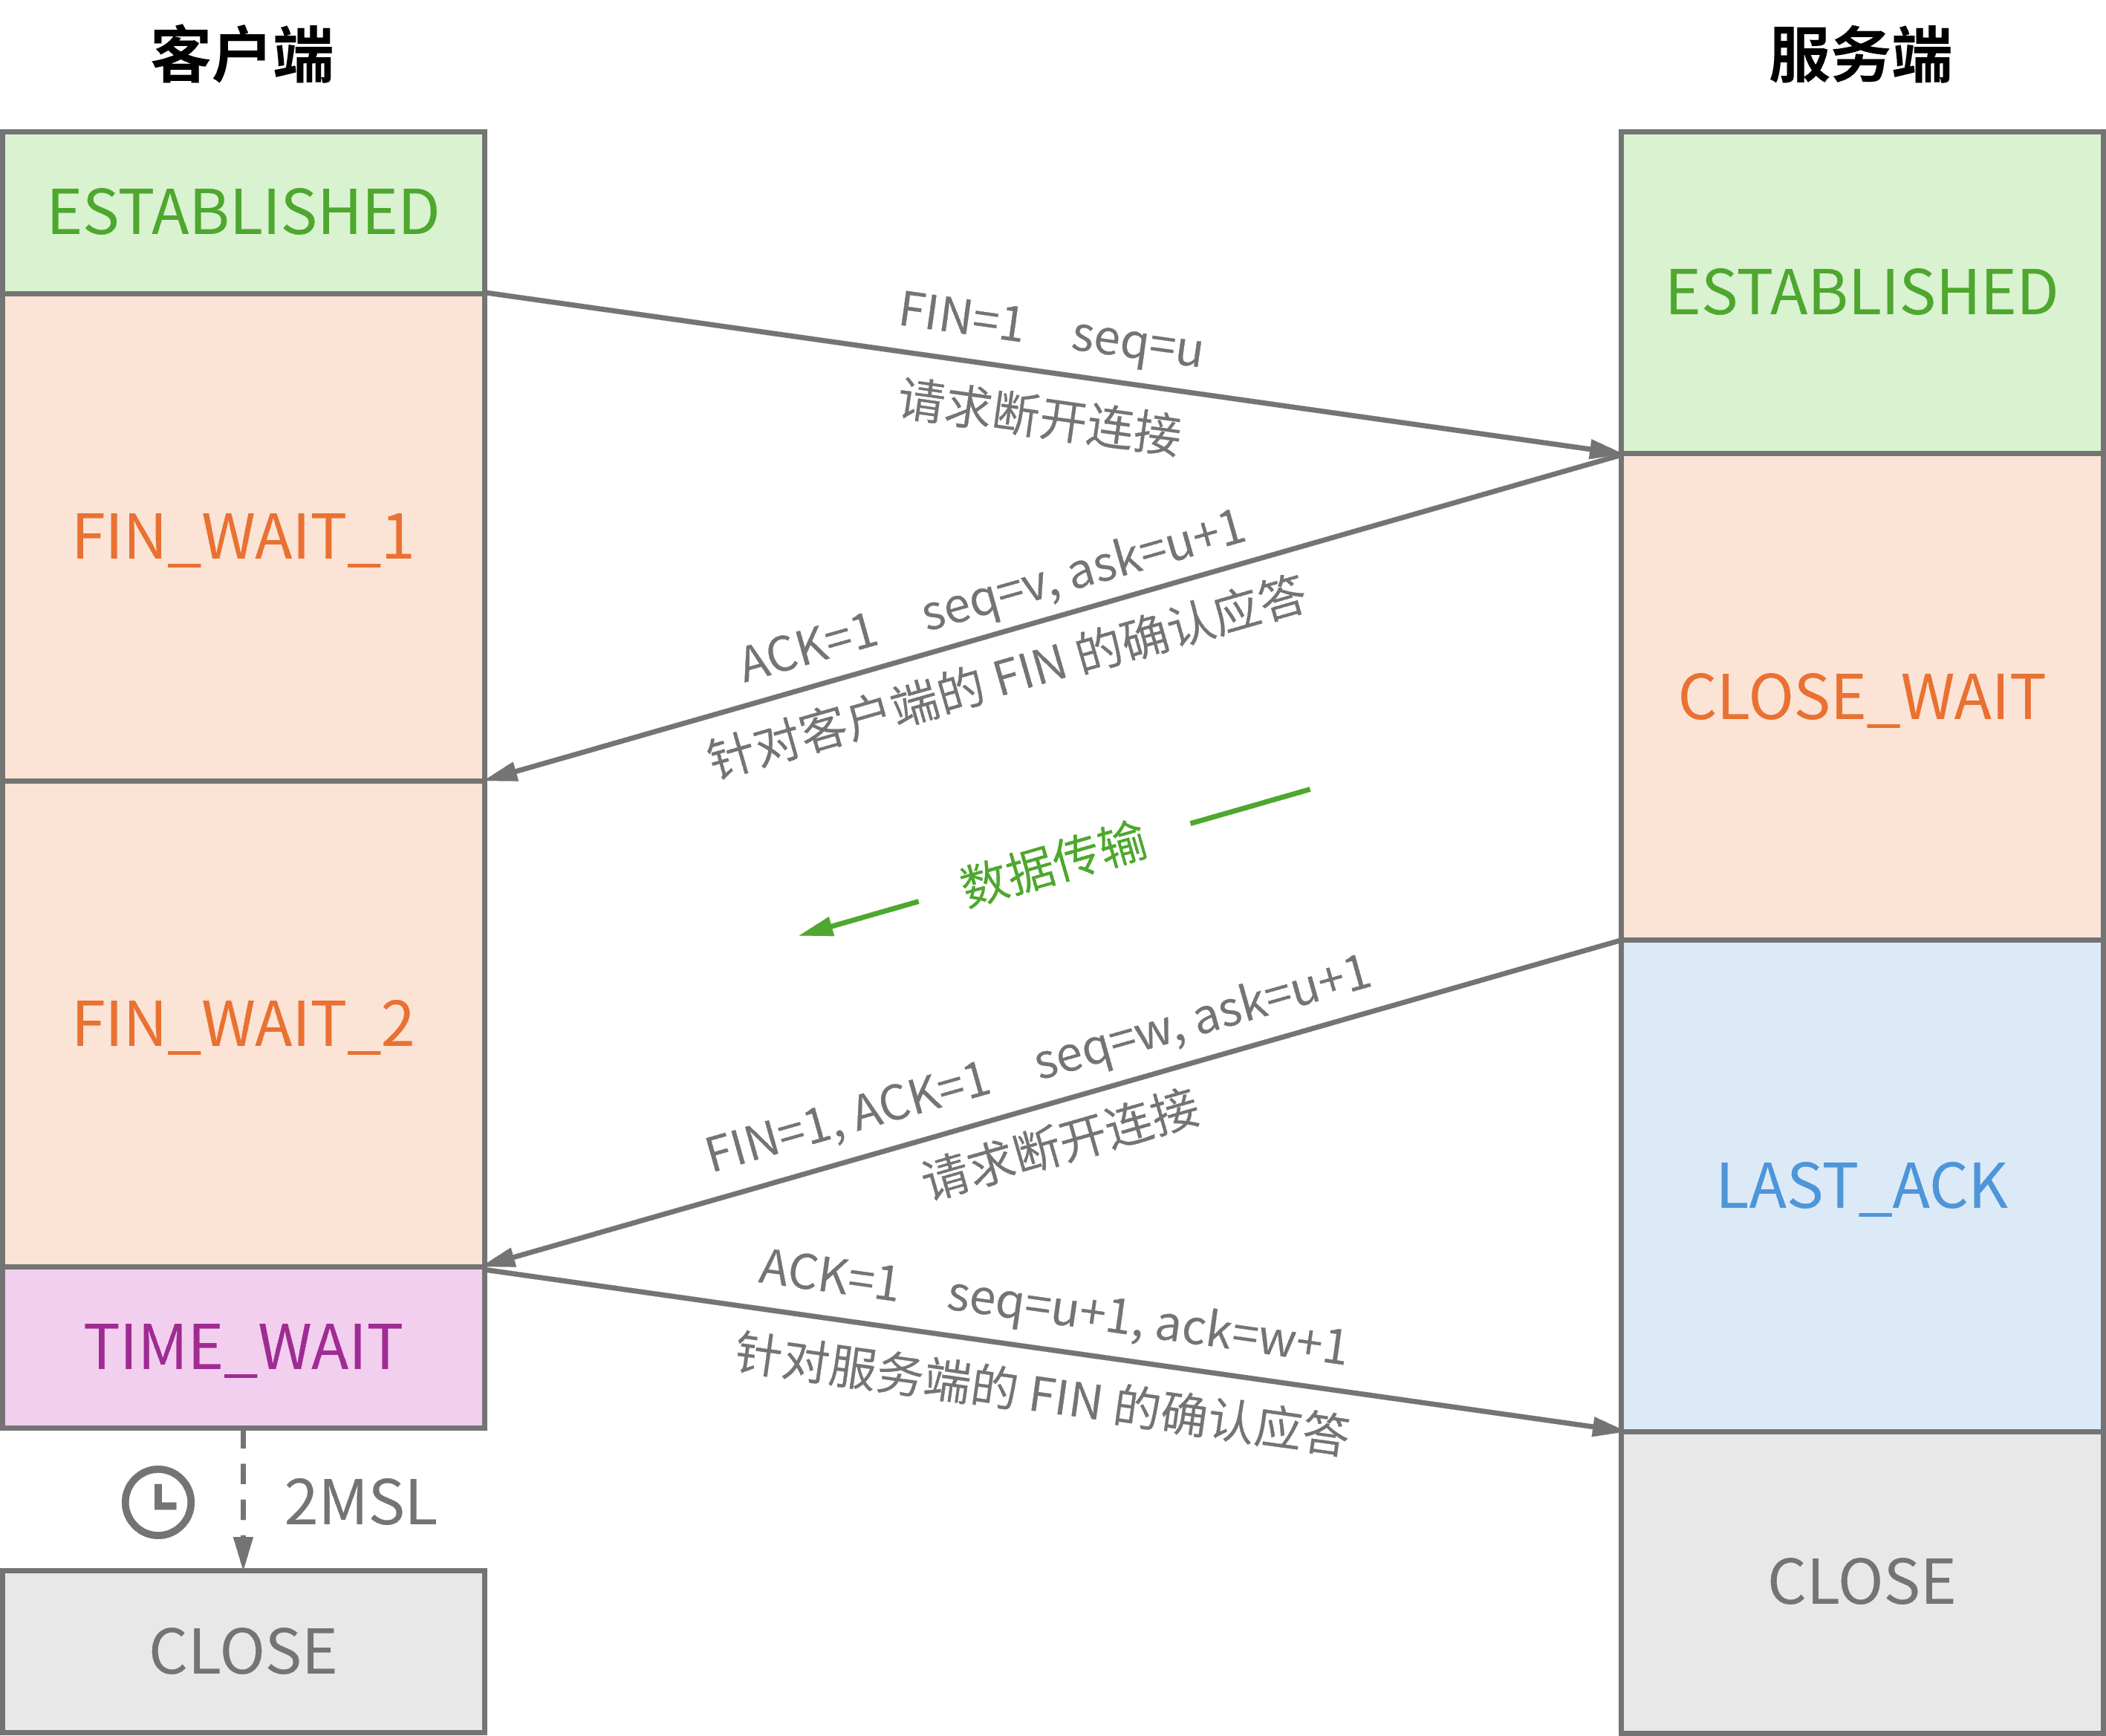 客户端
服务端
ESTABLISHED
ESTABLISHED
FIN=1 seq=u
请求断开连接
FIN_WAIT_1
ACK=1 seq=v, ask=u+1
针对客户端的 FIN 的确认应答
CLOSE_WAIT
数据传输
FIN_WAIT_2
FIN=1, ACK=1 seq=w, ask=u+1
请求断开连接
LAST_ACK
TIME_WAIT
ACK=1 seq=u+1, ack=w+1
针对服务端的 FIN 的确认应答
2MSL
CLOSE
CLOSE